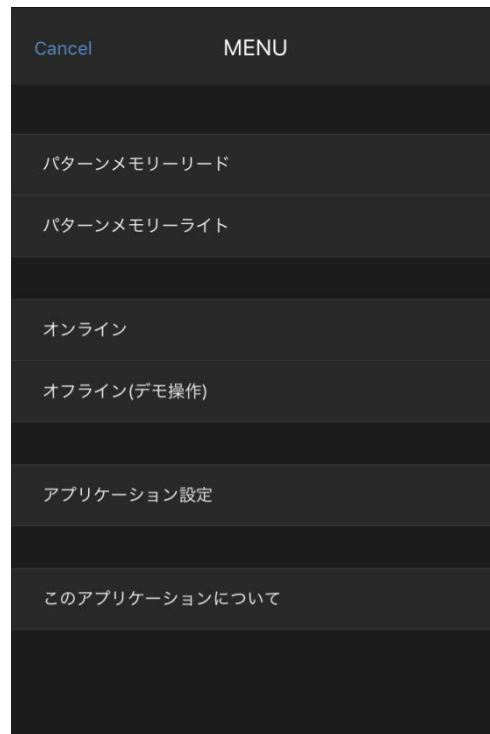 Cancel MENU
パターンメモリーリード
パターンメモリーライト
オンライン
オフライン(デモ操作)
アプリケーション設定
このアプリケーションについて